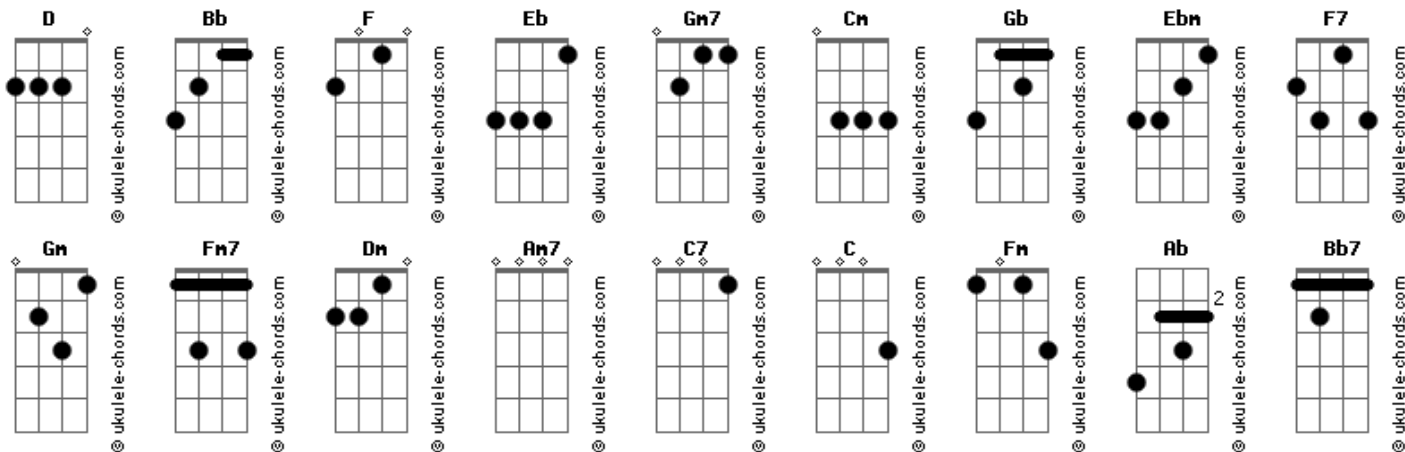 D Bb F Eb Gm7 Cm Gb Ebm F7
© ukulele-chords.com © ukulele-chords.com © ukulele-chords.com © ukulele-chords.com © ukulele-chords.com © ukulele-chords.com © ukulele-chords.com © ukulele-chords.com © ukulele-chords.com
Gm Fm7 Dm Am7 C7 C Fm Ab Bb7
2
© ukulele-chords.com © ukulele-chords.com © ukulele-chords.com © ukulele-chords.com © ukulele-chords.com © ukulele-chords.com © ukulele-chords.com © ukulele-chords.com © ukulele-chords.com